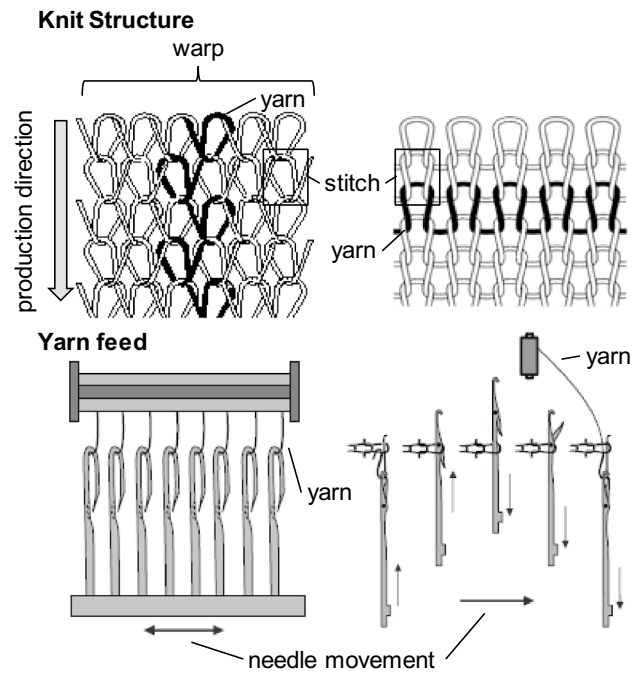 Knit Structure
warp
yarn
production direction
stitch
yarn
Yarn feed
yarn
yarn
needle movement